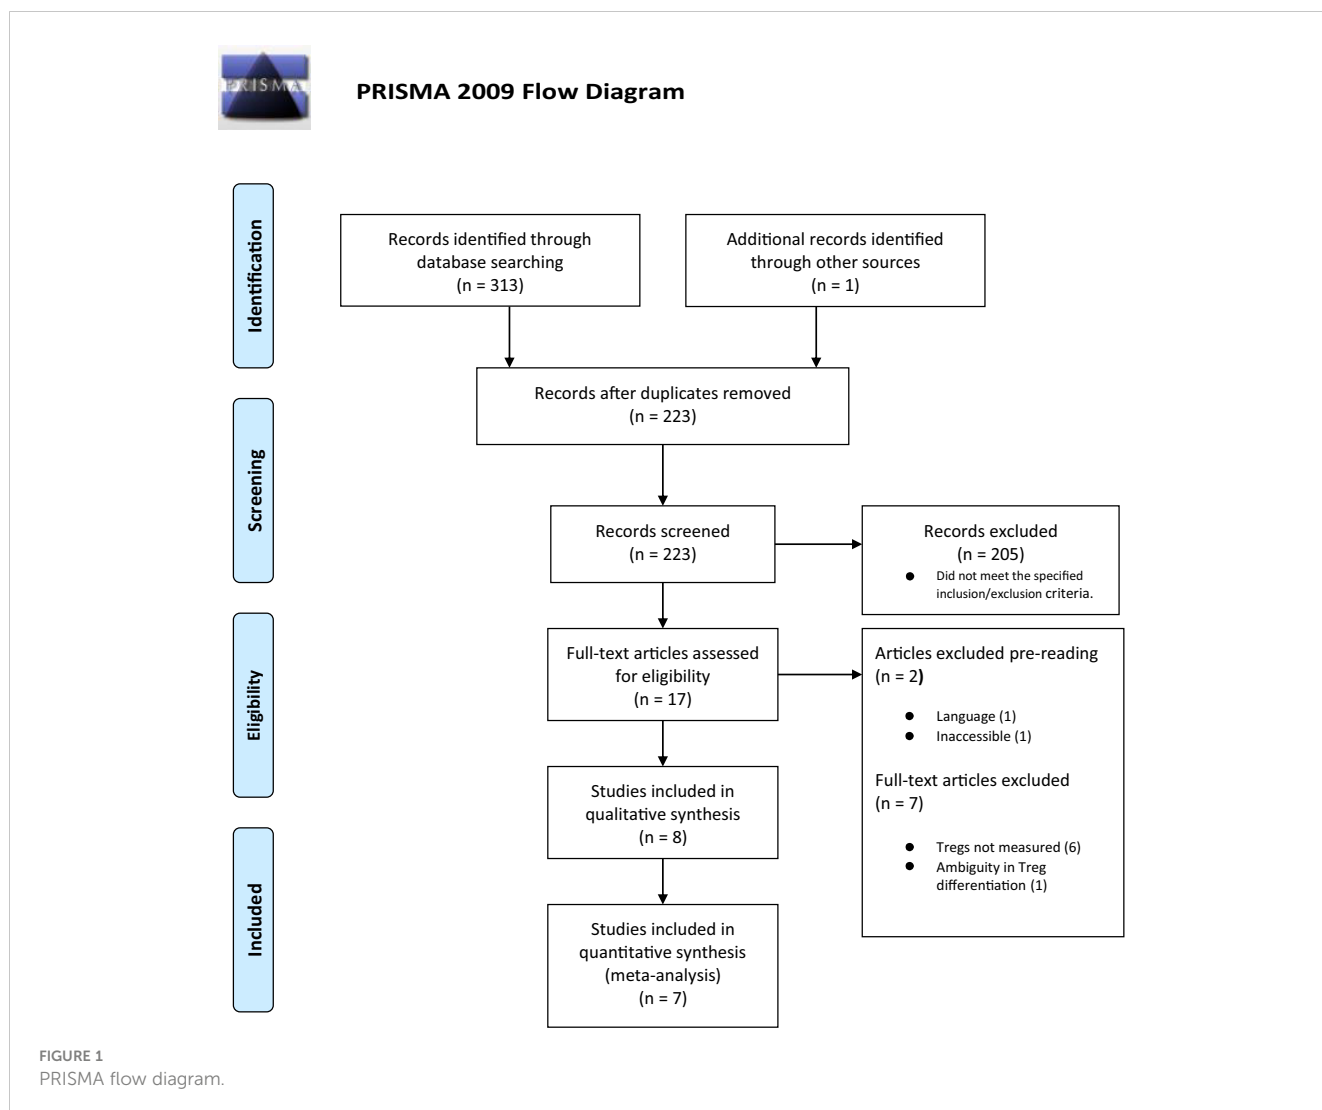 PRISMA
PRISMA 2009 Flow Diagram
Identification
Records identified through
database searching
(n = 313)
Additional records identified
through other sources
(n = 1)
Records after duplicates removed
(n = 223)
Screening
Records screened
(n = 223)
Records excluded
(n = 205)
● Did not meet the specified
inclusion/exclusion criteria.
Eligibility
Full-text articles assessed
for eligibility
(n = 17)
Articles excluded pre-reading
(n = 2)
● Language (1)
● Inaccessible (1)
Full-text articles excluded
(n = 7)
● Tregs not measured (6)
● Ambiguity in Treg
differentiation (1)
Studies included in
qualitative synthesis
(n = 8)
Included
Studies included in
quantitative synthesis
(meta-analysis)
(n = 7)
FIGURE 1
PRISMA flow diagram.